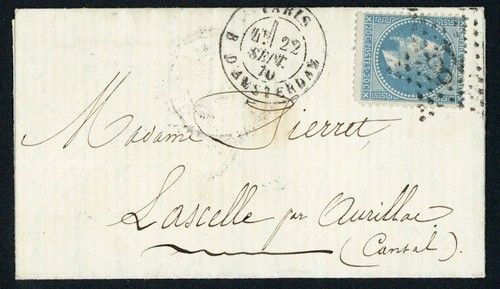 PARIS
22
SEPT.
70
R. D'AMSTERDAM
Madame Pierret,
Lascelle par Aurillac
(Cantal).